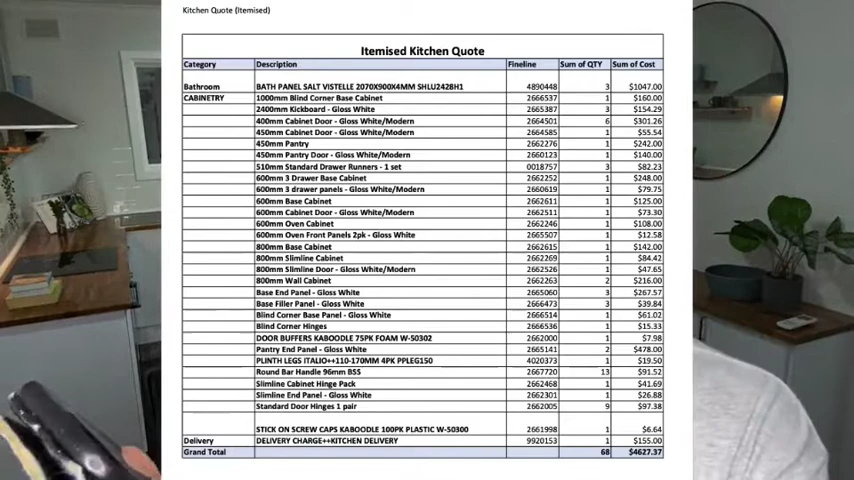 Kitchen Quote (Itemised)
Itemised Kitchen Quote
Category Description Fineline Sum of QTY Sum of Cost
Bathroom BATH PANEL SALT VISTELLE 2070X900X4MM SHLU2428H1 4890448 3 $1047.00
CABINETRY 1000mm Blind Corner Base Cabinet 2666537 1 $160.00
2400mm Kickboard - Gloss White 2665387 3 $154.29
400mm Cabinet Door - Gloss White/Modern 2664501 6 $301.26
450mm Cabinet Door - Gloss White/Modern 2664585 1 $55.54
450mm Pantry 2662276 1 $242.00
450mm Pantry Door - Gloss White/Modern 2660123 1 $140.00
510mm Standard Drawer Runners - 1 set 0018757 3 $82.23
600mm 3 Drawer Base Cabinet 2662252 1 $248.00
600mm 3 drawer panels - Gloss White/Modern 2660619 1 $79.75
600mm Base Cabinet 2662611 1 $125.00
600mm Cabinet Door - Gloss White/Modern 2662511 1 $73.30
600mm Oven Cabinet 2662246 1 $108.00
600mm Oven Front Panels 2pk - Gloss White 2665507 1 $12.58
800mm Base Cabinet 2662615 1 $142.00
800mm Slimline Cabinet 2662269 1 $84.42
800mm Slimline Door - Gloss White/Modern 2662526 1 $47.65
800mm Wall Cabinet 2662263 2 $216.00
Base End Panel - Gloss White 2665060 3 $267.57
Base Filler Panel - Gloss White 2666473 3 $39.84
Blind Corner Base Panel - Gloss White 2666514 1 $61.02
Blind Corner Hinges 2666536 1 $15.33
DOOR BUFFERS KABOODLE 75PK FOAM W-50302 2662000 1 $7.98
Pantry End Panel - Gloss White 2665141 2 $478.00
PLINTH LEGS ITALIO++110-170MM 4PK PPLEG150 4020373 1 $19.50
Round Bar Handle 96mm BSS 2667720 13 $91.52
Slimline Cabinet Hinge Pack 2662468 1 $41.69
Slimline End Panel - Gloss White 2662301 1 $26.88
Standard Door Hinges 1 pair 2662005 9 $97.38
STICK ON SCREW CAPS KABOODLE 100PK PLASTIC W-50300 2661998 1 $6.64
Delivery DELIVERY CHARGE++KITCHEN DELIVERY 9920153 1 $155.00
Grand Total 68 $4627.37